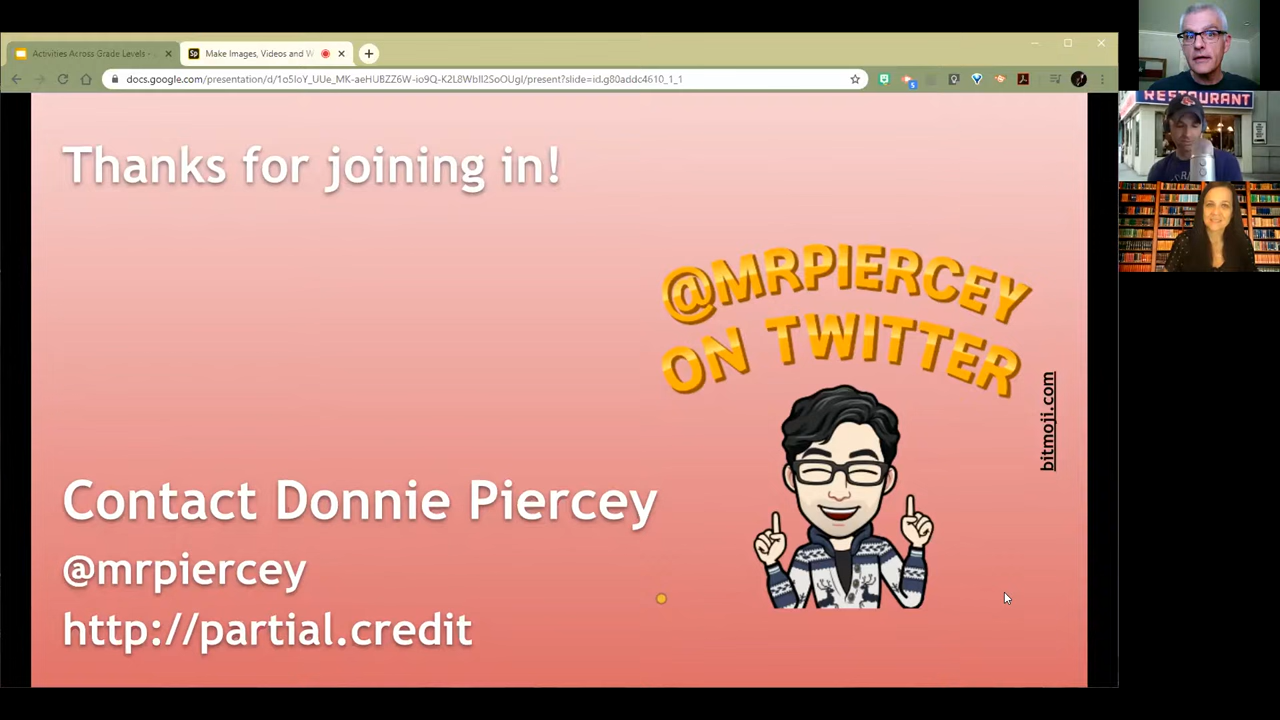 Activities Across Grade Levels -
Make Images, Videos and W
docs.google.com/presentation/d/1o5IoY_UUe_MK-aeHUBZZ6W-io9Q-K2L8WbII2SoOUgI/present?slide=id.g80addc4610_1_1
RESTAURANT
Thanks for joining in!
@MRPIERCEY
ON TWITTER
bitmoji.com
Contact Donnie Piercey
@mrpiercey
http://partial.credit